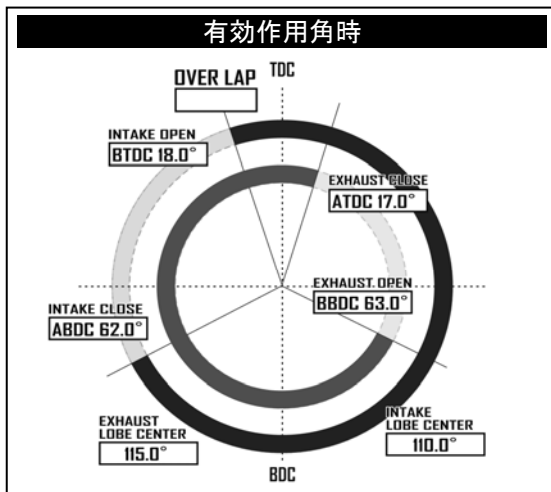 有効作用角時
TDC
OVER LAP
INTAKE OPEN
BTDC 18.0°
EXHAUST CLOSE
ATDC 17.0°
EXHAUST OPEN
BBDC 63.0°
INTAKE CLOSE
ABDC 62.0°
EXHAUST
LOBE CENTER
115.0°
INTAKE
LOBE CENTER
110.0°
BDC